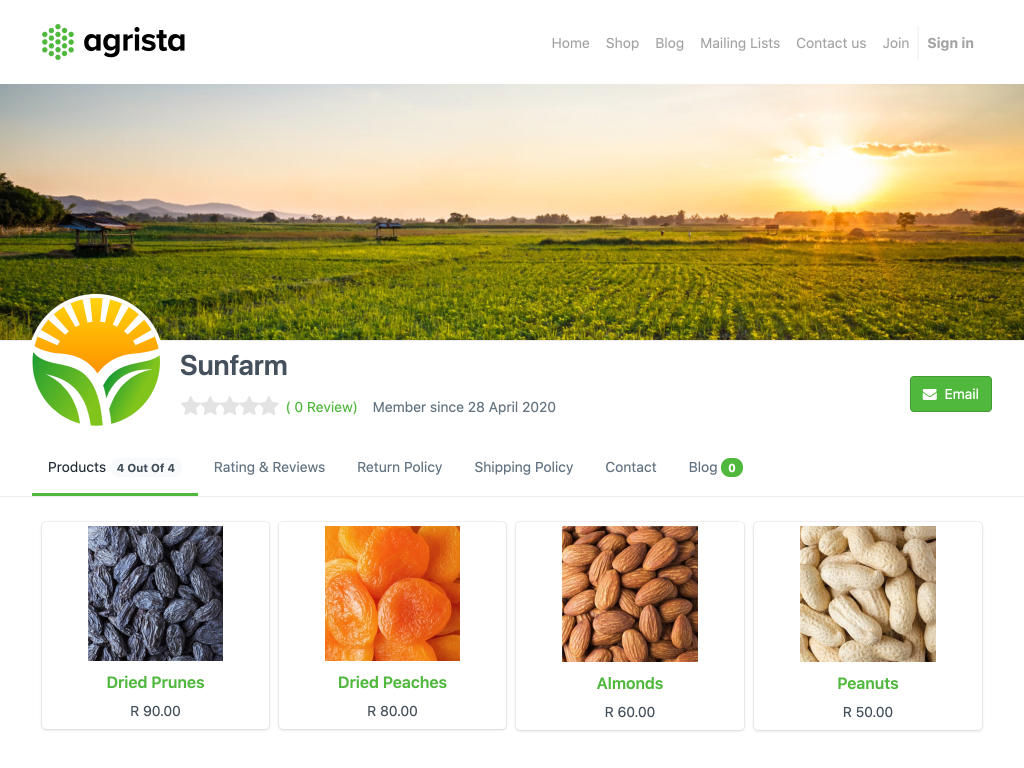 agrista
Home Shop Blog Mailing Lists Contact us Join Sign in
Sunfarm
( 0 Review) Member since 28 April 2020
Email
Products 4 Out Of 4 Rating & Reviews Return Policy Shipping Policy Contact Blog 0
Dried Prunes
R 90.00
Dried Peaches
R 80.00
Almonds
R 60.00
Peanuts
R 50.00